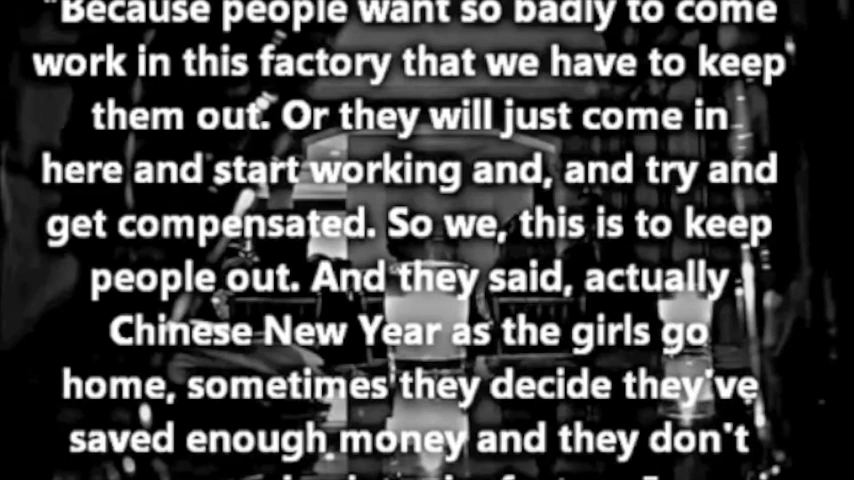 "Because people want so badly to come
work in this factory that we have to keep
them out. Or they will just come in
here and start working and, and try and
get compensated. So we, this is to keep
people out. And they said, actually
Chinese New Year as the girls go
home, sometimes they decide they've
saved enough money and they don't